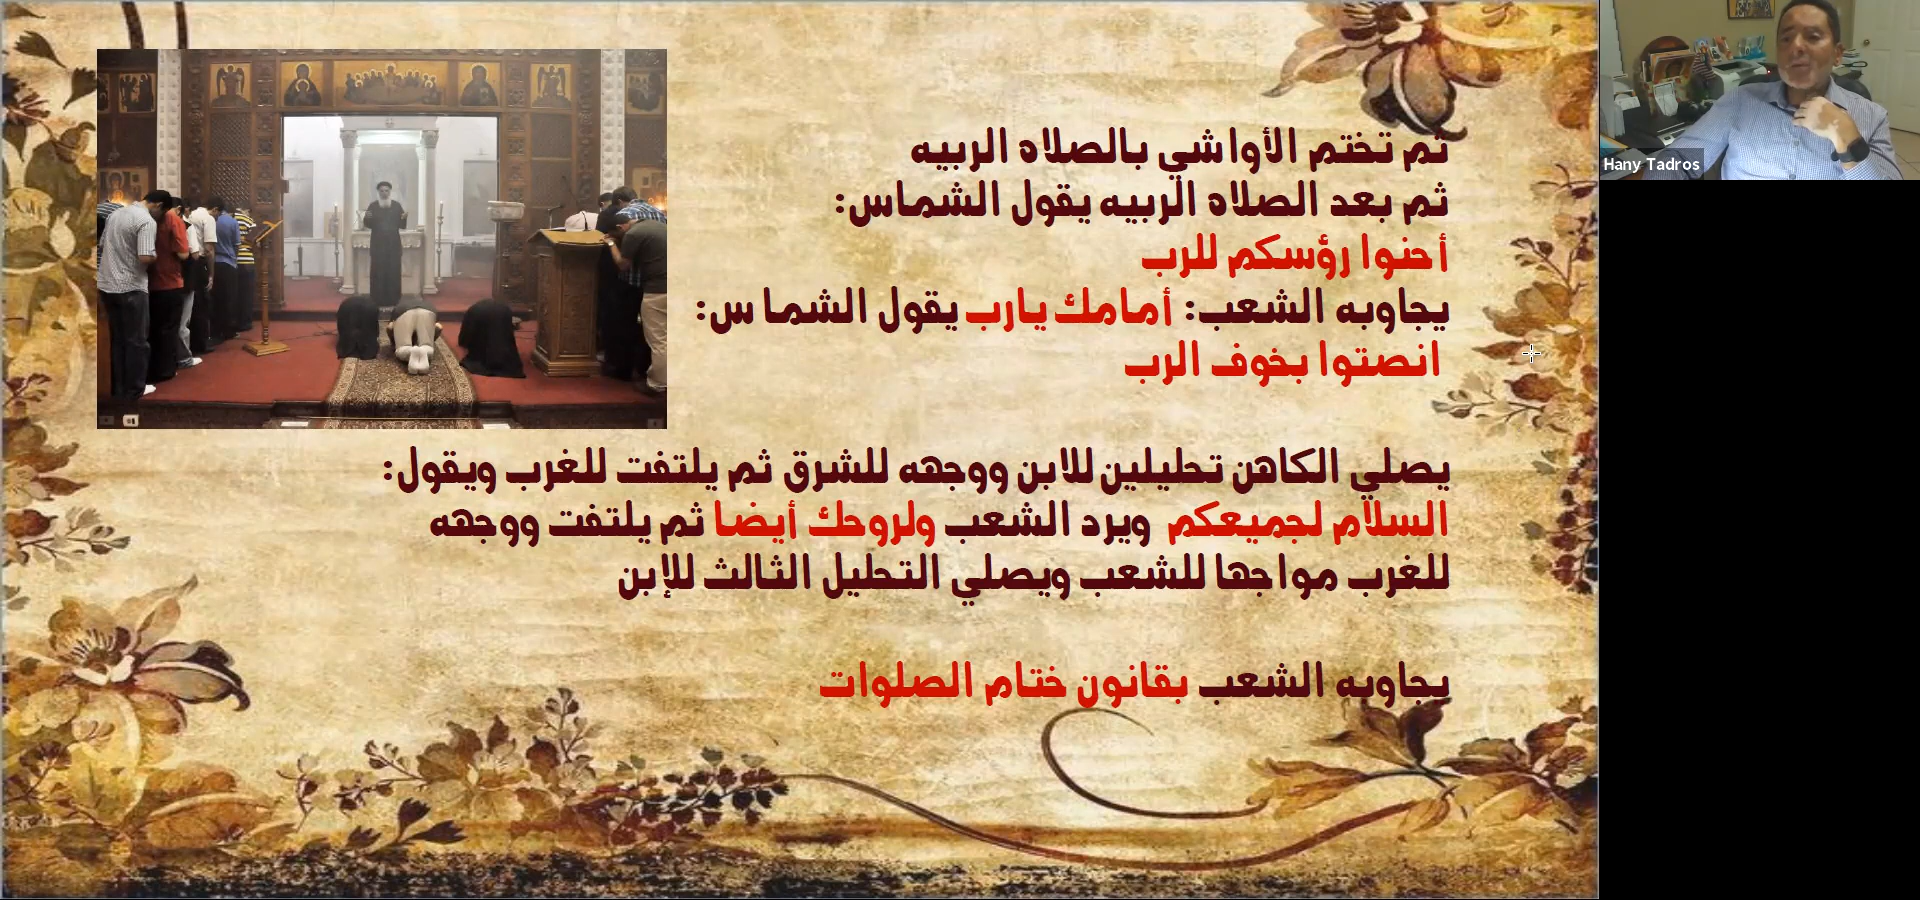 ثم تختم الأواشي بالصلاه الربيه
ثم بعد الصلاه الربيه يقول الشماس:
أحنوا رؤسكم للرب
يجاوبه الشعب: أمامك يارب يقول الشماس:
انصتوا بخوف الرب
يصلي الكاهن تحليلين للابن ووجهه للشرق ثم يلتفت للغرب ويقول:
السلام لجميعكم ويرد الشعب ولروحك أيضا ثم يلتفت ووجهه
للغرب مواجها للشعب ويصلي التحليل الثالث للإبن
يجاوبه الشعب بقانون ختام الصلوات
Hany Tadros